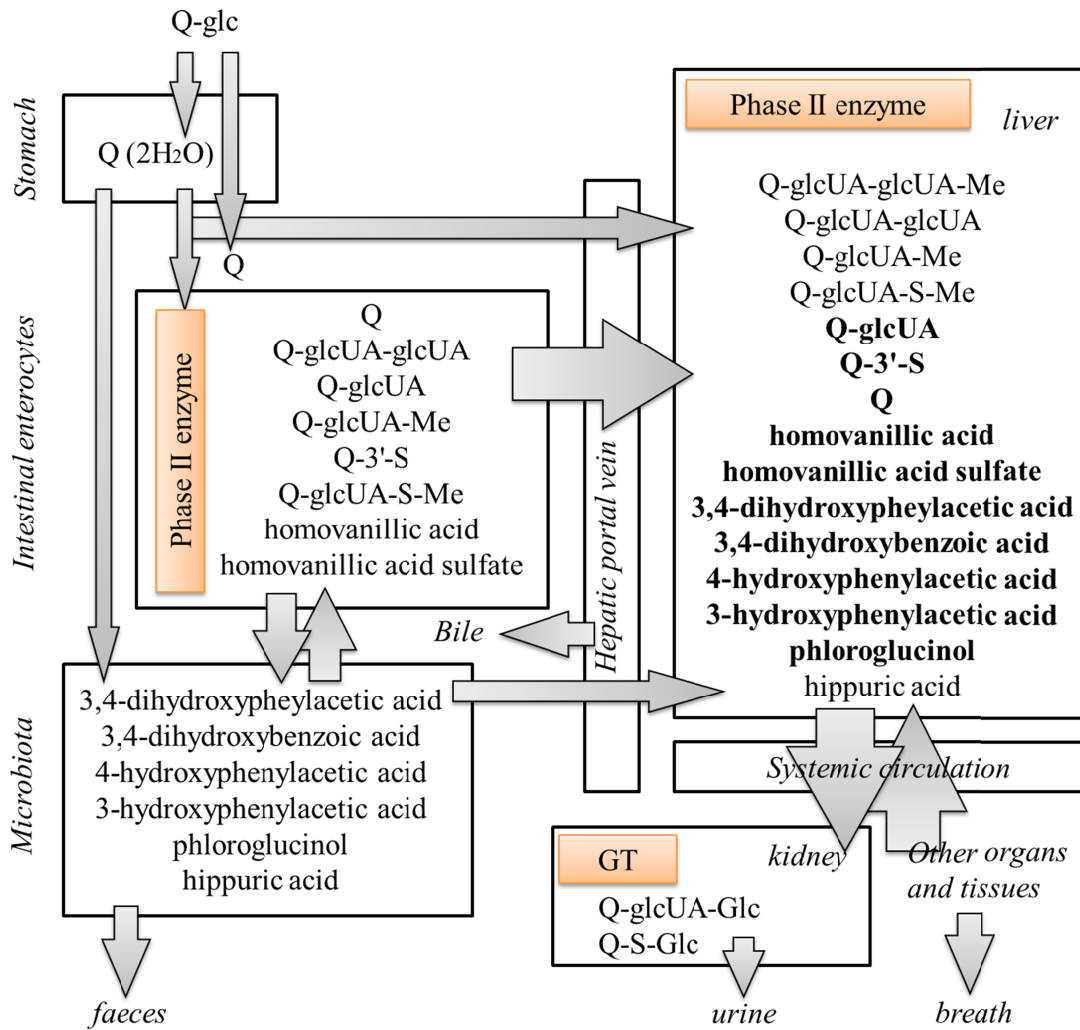 Q-glc
Stomach
Q (2H₂O)
Q
Intestinal enterocytes
Phase II enzyme
Q
Q-glcUA-glcUA
Q-glcUA
Q-glcUA-Me
Q-3'-S
Q-glcUA-S-Me
homovanillic acid
homovanillic acid sulfate
Microbiota
3,4-dihydroxypheylacetic acid
3,4-dihydroxybenzoic acid
4-hydroxyphenylacetic acid
3-hydroxyphenylacetic acid
phloroglucinol
hippuric acid
faeces
Bile
Hepatic portal vein
Phase II enzyme
liver
Q-glcUA-glcUA-Me
Q-glcUA-glcUA
Q-glcUA-Me
Q-glcUA-S-Me
Q-glcUA
Q-3'-S
Q
homovanillic acid
homovanillic acid sulfate
3,4-dihydroxypheylacetic acid
3,4-dihydroxybenzoic acid
4-hydroxyphenylacetic acid
3-hydroxyphenylacetic acid
phloroglucinol
hippuric acid
Systemic circulation
GT
kidney
Q-glcUA-Glc
Q-S-Glc
urine
Other organs
and tissues
breath